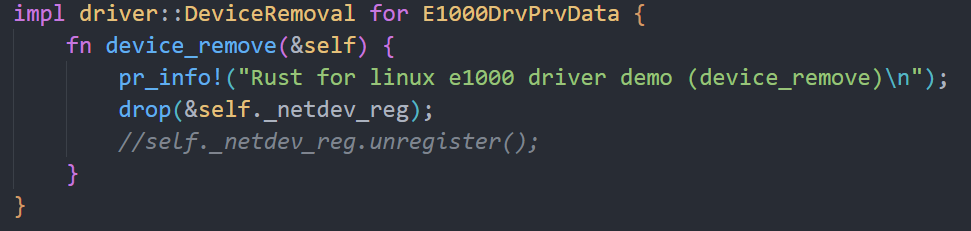 impl driver::DeviceRemoval for E1000DrvPrvData {
    fn device_remove(&self) {
        pr_info!("Rust for linux e1000 driver demo (device_remove)\n");
        drop(&self._netdev_reg);
        //self._netdev_reg.unregister();
    }
}